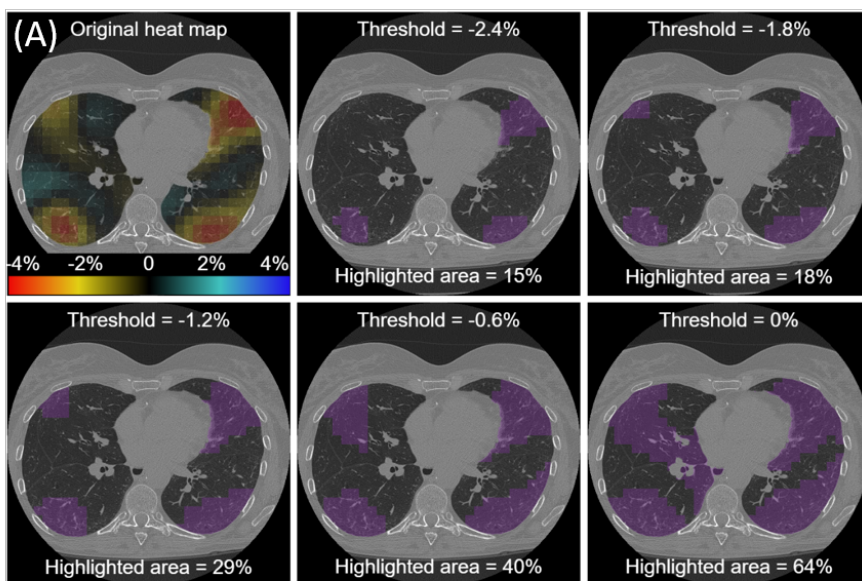 (A) Original heat map
Threshold = -2.4%
Threshold = -1.8%
-4% -2% 0 2% 4%
Highlighted area = 15%
Highlighted area = 18%
Threshold = -1.2%
Threshold = -0.6%
Threshold = 0%
Highlighted area = 29%
Highlighted area = 40%
Highlighted area = 64%